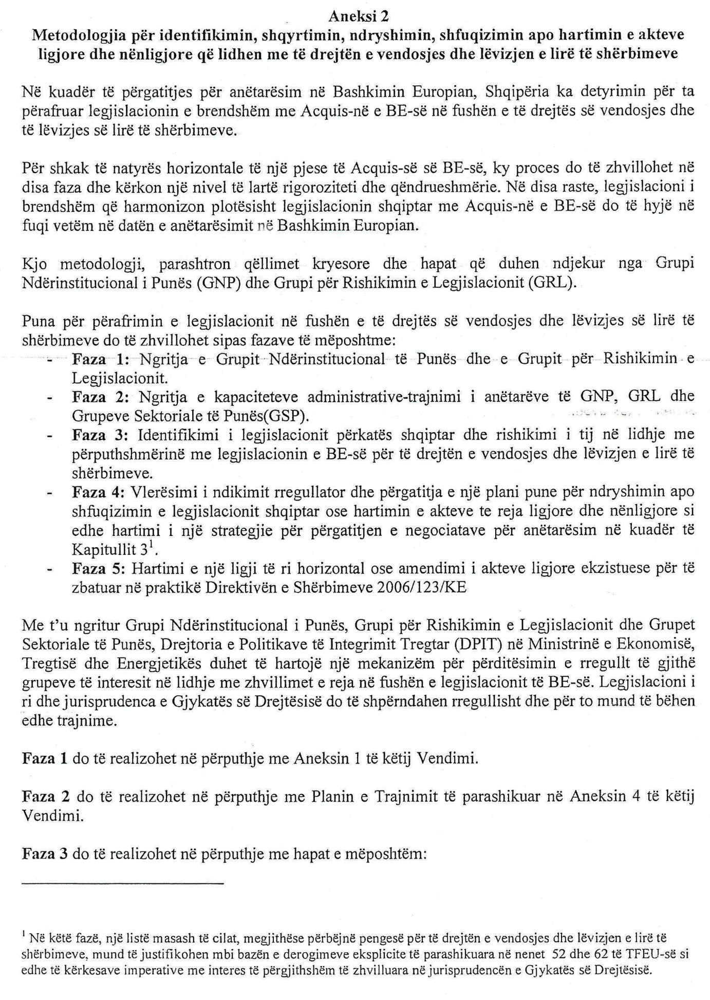 Aneksi 2
Metodologjia për identifikimin, shqyrtimin, ndryshimin, shfuqizimin apo hartimin e akteve
ligjore dhe nënligjore që lidhen me të drejtën e vendosjes dhe lëvizjen e lirë të shërbimeve
Në kuadër të përgatitjes për anëtarësim në Bashkimin Europian, Shqipëria ka detyrimin për ta
përafruar legjislacionin e brendshëm me Acquis-në e BE-së në fushën e të drejtës së vendosjes dhe
të lëvizjes së lirë të shërbimeve.
Për shkak të natyrës horizontale të një pjese të Acquis-së së BE-së, ky proces do të zhvillohet në
disa faza dhe kërkon një nivel të lartë rigoroziteti dhe qëndrueshmërie. Në disa raste, legjislacioni i
brendshëm që harmonizon plotësisht legjislacionin shqiptar me Acquis-në e BE-së do të hyjë në
fuqi vetëm në datën e anëtarësimit në Bashkimin Europian.
Kjo metodologji, parashtron qëllimet kryesore dhe hapat që duhen ndjekur nga Grupi
Ndërinstitucional i Punës (GNP) dhe Grupi për Rishikimin e Legjislacionit (GRL).
Puna për përafrimin e legjislacionit në fushën e të drejtës së vendosjes dhe lëvizjes së lirë të
shërbimeve do të zhvillohet sipas fazave të mëposhtme:
- Faza 1: Ngritja e Grupit Ndërinstitucional të Punës dhe e Grupit për Rishikimin e
Legjislacionit.
- Faza 2: Ngritja e kapaciteteve administrative-trajnimi i anëtarëve të GNP, GRL dhe
Grupeve Sektoriale të Punës(GSP).
- Faza 3: Identifikimi i legjislacionit përkatës shqiptar dhe rishikimi i tij në lidhje me
përputhshmërinë me legjislacionin e BE-së për të drejtën e vendosjes dhe lëvizjen e lirë të
shërbimeve.
- Faza 4: Vlerësimi i ndikimit rregullator dhe përgatitja e një plani pune për ndryshimin apo
shfuqizimin e legjislacionit shqiptar ose hartimin e akteve te reja ligjore dhe nënligjore si
edhe hartimi i një strategjie për përgatitjen e negociatave për anëtarësim në kuadër të
Kapitullit 3¹.
- Faza 5: Hartimi e një ligji të ri horizontal ose amendimi i akteve ligjore ekzistuese për të
zbatuar në praktikë Direktivën e Shërbimeve 2006/123/KE
Me t'u ngritur Grupi Ndërinstitucional i Punës, Grupi për Rishikimin e Legjislacionit dhe Grupet
Sektoriale të Punës, Drejtoria e Politikave të Integrimit Tregtar (DPIT) në Ministrinë e Ekonomisë,
Tregtisë dhe Energjetikës duhet të hartojë një mekanizëm për përditësimin e rregullt të gjithë
grupeve të interesit në lidhje me zhvillimet e reja në fushën e legjislacionit të BE-së. Legjislacioni i
ri dhe jurisprudenca e Gjykatës së Drejtësisë do të shpërndahen rregullisht dhe për to mund të bëhen
edhe trajnime.
Faza 1 do të realizohet në përputhje me Aneksin 1 të këtij Vendimi.
Faza 2 do të realizohet në përputhje me Planin e Trajnimit të parashikuar në Aneksin 4 të këtij
Vendimi.
Faza 3 do të realizohet në përputhje me hapat e mëposhtëm:
¹ Në këtë fazë, një listë masash të cilat, megjithëse përbëjnë pengesë për të drejtën e vendosjes dhe lëvizjen e lirë të
shërbimeve, mund të justifikohen mbi bazën e derogimeve eksplicite të parashikuara në nenet 52 dhe 62 të TFEU-së si
edhe të kërkesave imperative me interes të përgjithshëm të zhvilluara në jurisprudencën e Gjykatës së Drejtësisë.